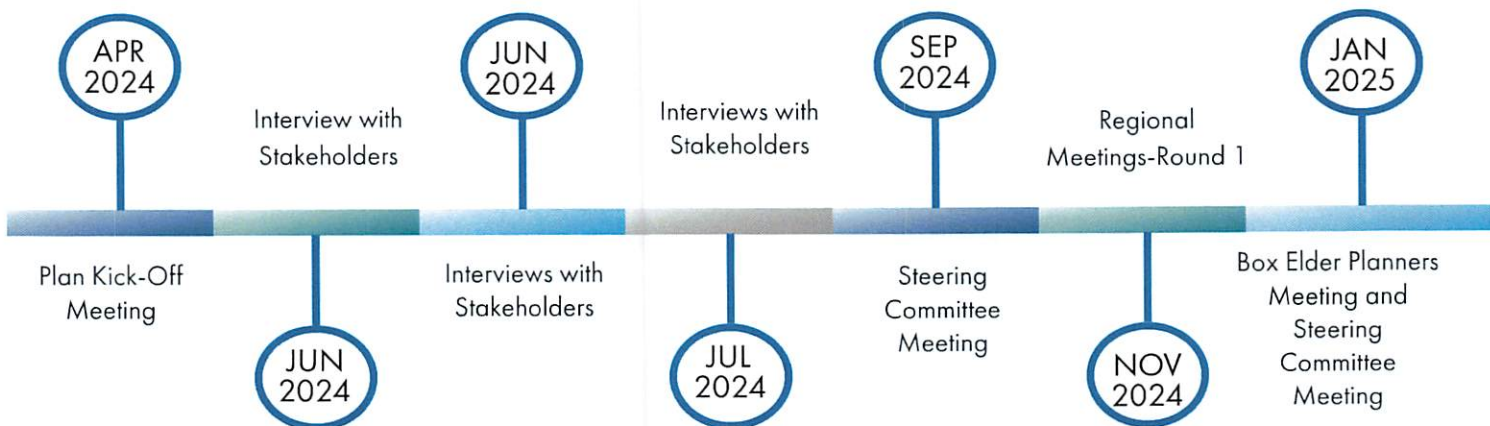 APR
2024
Plan Kick-Off
Meeting
Interview with
Stakeholders
JUN
2024
JUN
2024
Interviews with
Stakeholders
Interviews with
Stakeholders
JUL
2024
SEP
2024
Steering
Committee
Meeting
Regional
Meetings-Round 1
NOV
2024
JAN
2025
Box Elder Planners
Meeting and
Steering
Committee
Meeting